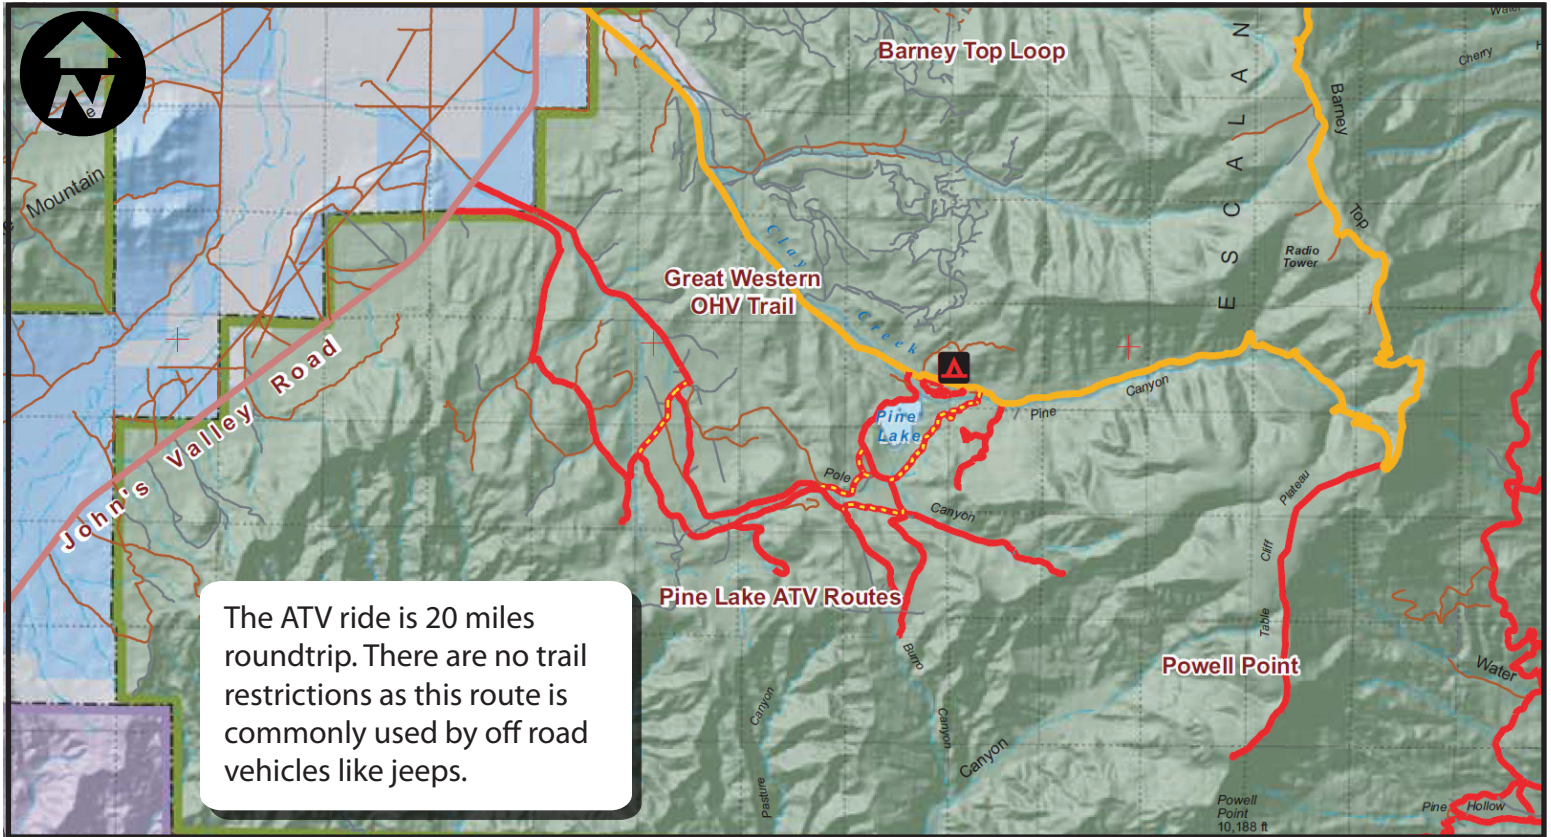 N
Mountain
John's Valley Road
Barney Top Loop
Great Western
OHV Trail
Clay
Creek
Pine
Lake
Pine Canyon
Pole
Canyon
Pine Lake ATV Routes
Burro
Canyon
Canyon
Pasture
Canyon
ESCALAN
Barney
Top
Radio
Tower
Cherry
Water
Plateau
Cliff
Table
Powell Point
Powell
Point
10,188 ft
Water
Pine Hollow
The ATV ride is 20 miles
roundtrip. There are no trail
restrictions as this route is
commonly used by off road
vehicles like jeeps.